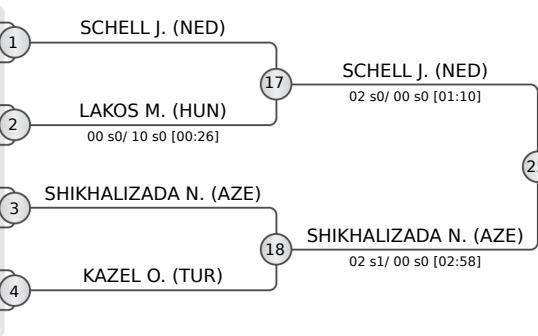 SCHELL J. (NED)
1
17
SCHELL J. (NED)
02 s0/ 00 s0 [01:10]
LAKOS M. (HUN)
2
00 s0/ 10 s0 [00:26]
SHIKHALIZADA N. (AZE)
3
18
SHIKHALIZADA N. (AZE)
02 s1/ 00 s0 [02:58]
KAZEL O. (TUR)
4